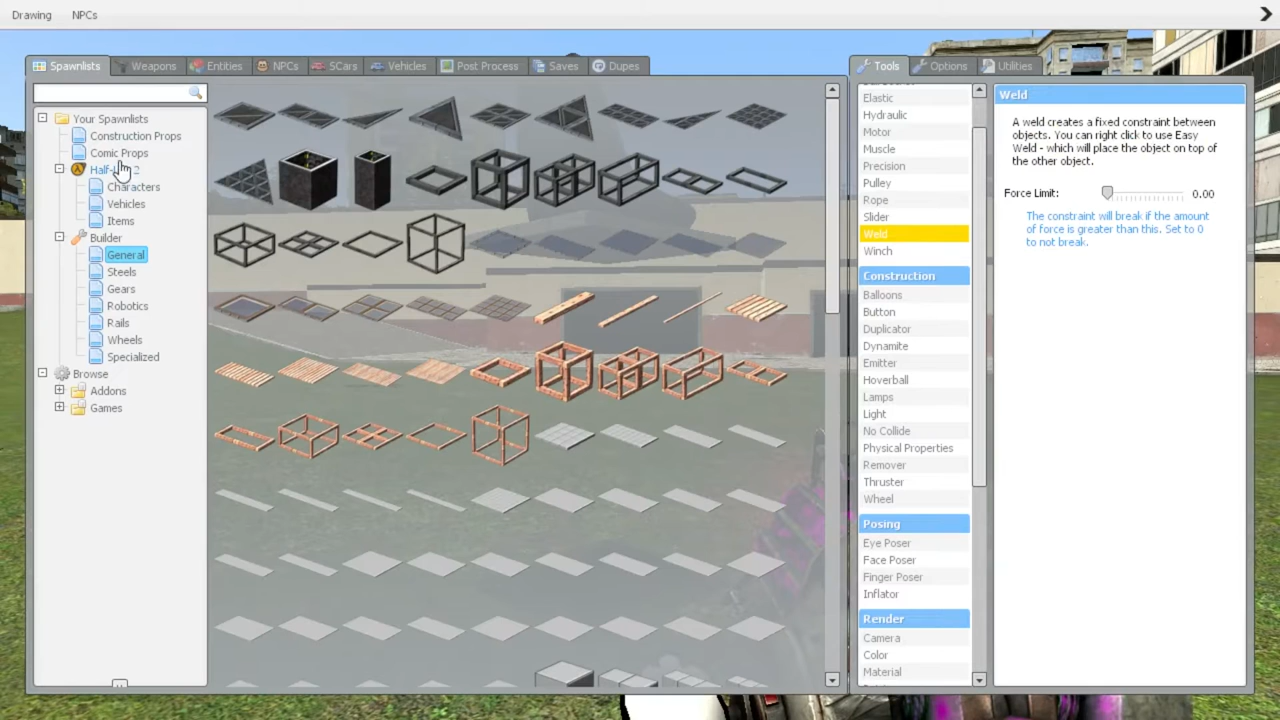 Drawing NPCs
Spawnlists Weapons Entities NPCs SCars Vehicles Post Process Saves Dupes
Tools Options Utilities
Your Spawnlists
Construction Props
Comic Props
Characters
Vehicles
Items
Builder
General
Steels
Gears
Robotics
Rails
Wheels
Specialized
Browse
Addons
Games
Elastic
Hydraulic
Motor
Muscle
Precision
Pulley
Rope
Slider
Weld
Winch
Construction
Balloons
Button
Duplicator
Dynamite
Emitter
Hoverball
Lamps
Light
No Collide
Physical Properties
Remover
Thruster
Wheel
Posing
Eye Poser
Face Poser
Finger Poser
Inflator
Render
Camera
Color
Material
Weld
A weld creates a fixed constraint between
objects. You can right click to use Easy
Weld - which will place the object on top of
the other object.
Force Limit: 0.00
The constraint will break if the amount
of force is greater than this. Set to 0
to not break.